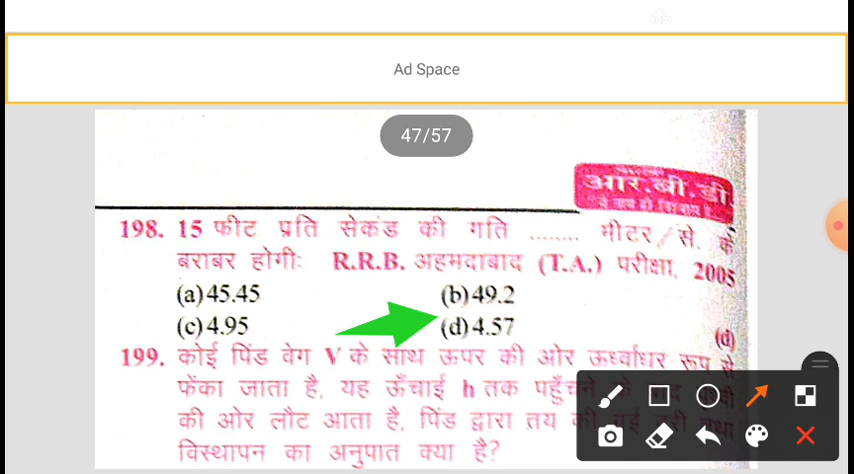 Ad Space
47/57
आर.बी.डी
198. 15 फीट प्रति सेकंड की गति ........ मीटर/से. के
बराबर होगीः R.R.B. अहमदाबाद (T.A.) परीक्षा, 2005
(a) 45.45 (b) 49.2
(c) 4.95 (d) 4.57 (d)
199. कोई पिंड वेग V के साथ ऊपर की ओर ऊर्ध्वाधर रूप से
फेंका जाता है, यह ऊँचाई h तक पहुँचने
की ओर लौट आता है, पिंड द्वारा तय की
विस्थापन का अनुपात क्या है?